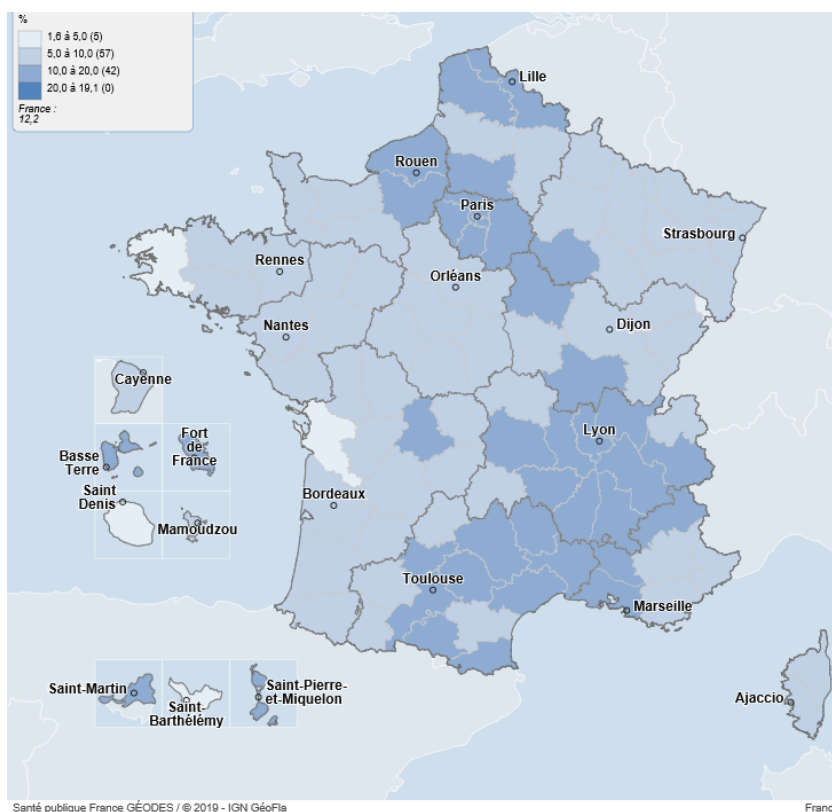 %
1,6 à 5,0 (5)
5,0 à 10,0 (57)
10,0 à 20,0 (42)
20,0 à 19,1 (0)
France :
12,2
Lille
Rouen
Paris
Strasbourg
Rennes
Orléans
Nantes
Dijon
Cayenne
Lyon
Fort
de
France
Basse
Terre
Saint
Denis
Bordeaux
Mamoudzou
Toulouse
Marseille
Saint-Martin
Saint-
Barthélémy
Saint-Pierre-
et-Miquelon
Ajaccio
Santé publique France GÉODES / © 2019 - IGN GéoFla
Franc